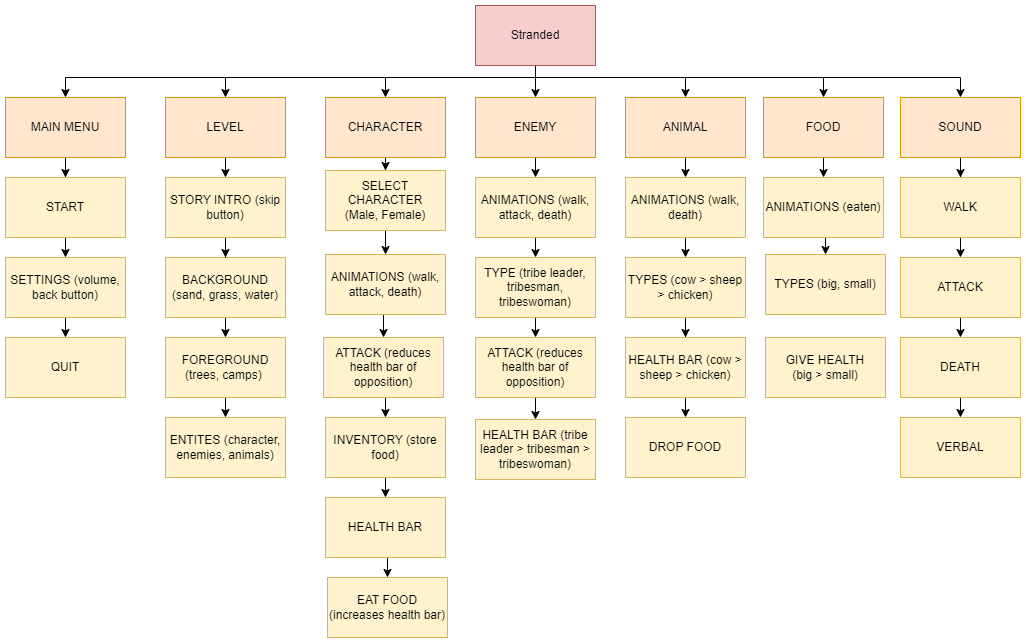 Stranded
MAIN MENU
LEVEL
CHARACTER
ENEMY
ANIMAL
FOOD
SOUND
START
SETTINGS (volume,
back button)
QUIT
STORY INTRO (skip
button)
BACKGROUND
(sand, grass, water)
FOREGROUND
(trees, camps)
ENTITES (character,
enemies, animals)
SELECT
CHARACTER
(Male, Female)
ANIMATIONS (walk,
attack, death)
ATTACK (reduces
health bar of
opposition)
INVENTORY (store
food)
HEALTH BAR
EAT FOOD
(increases health bar)
ANIMATIONS (walk,
attack, death)
TYPE (tribe leader,
tribesman,
tribeswoman)
ATTACK (reduces
health bar of
opposition)
HEALTH BAR (tribe
leader > tribesman >
tribeswoman)
ANIMATIONS (walk,
death)
TYPES (cow > sheep
> chicken)
HEALTH BAR (cow >
sheep > chicken)
DROP FOOD
ANIMATIONS (eaten)
TYPES (big, small)
GIVE HEALTH
(big > small)
WALK
ATTACK
DEATH
VERBAL